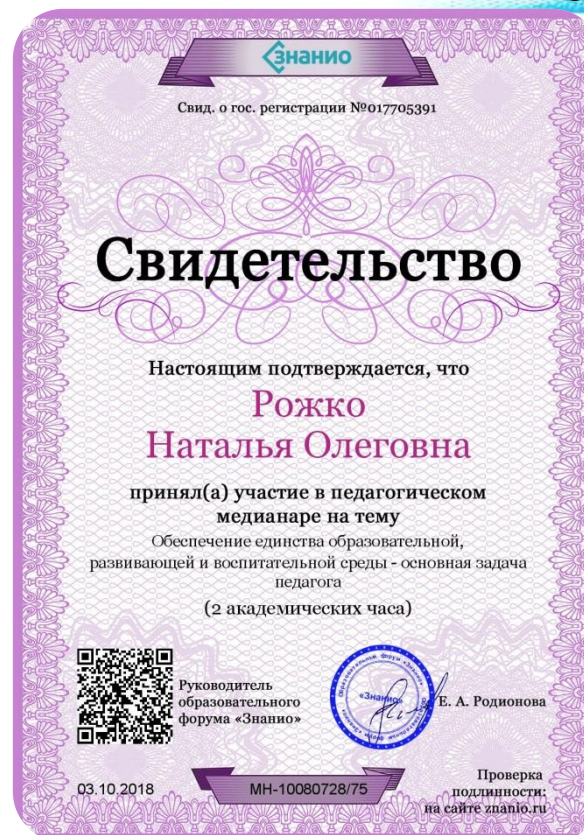 Знанио
Свид. о гос. регистрации №017705391
Свидетельство
Настоящим подтверждается, что
Рожко
Наталья Олеговна
принял(а) участие в педагогическом
медианаре на тему
Обеспечение единства образовательной,
развивающей и воспитательной среды - основная задача
педагога
(2 академических часа)
Руководитель
образовательного
форума «Знанио»
«Знанио»
Е. А. Родионова
03.10.2018
МН-10080728/75
Проверка
подлинности:
на сайте znanio.ru